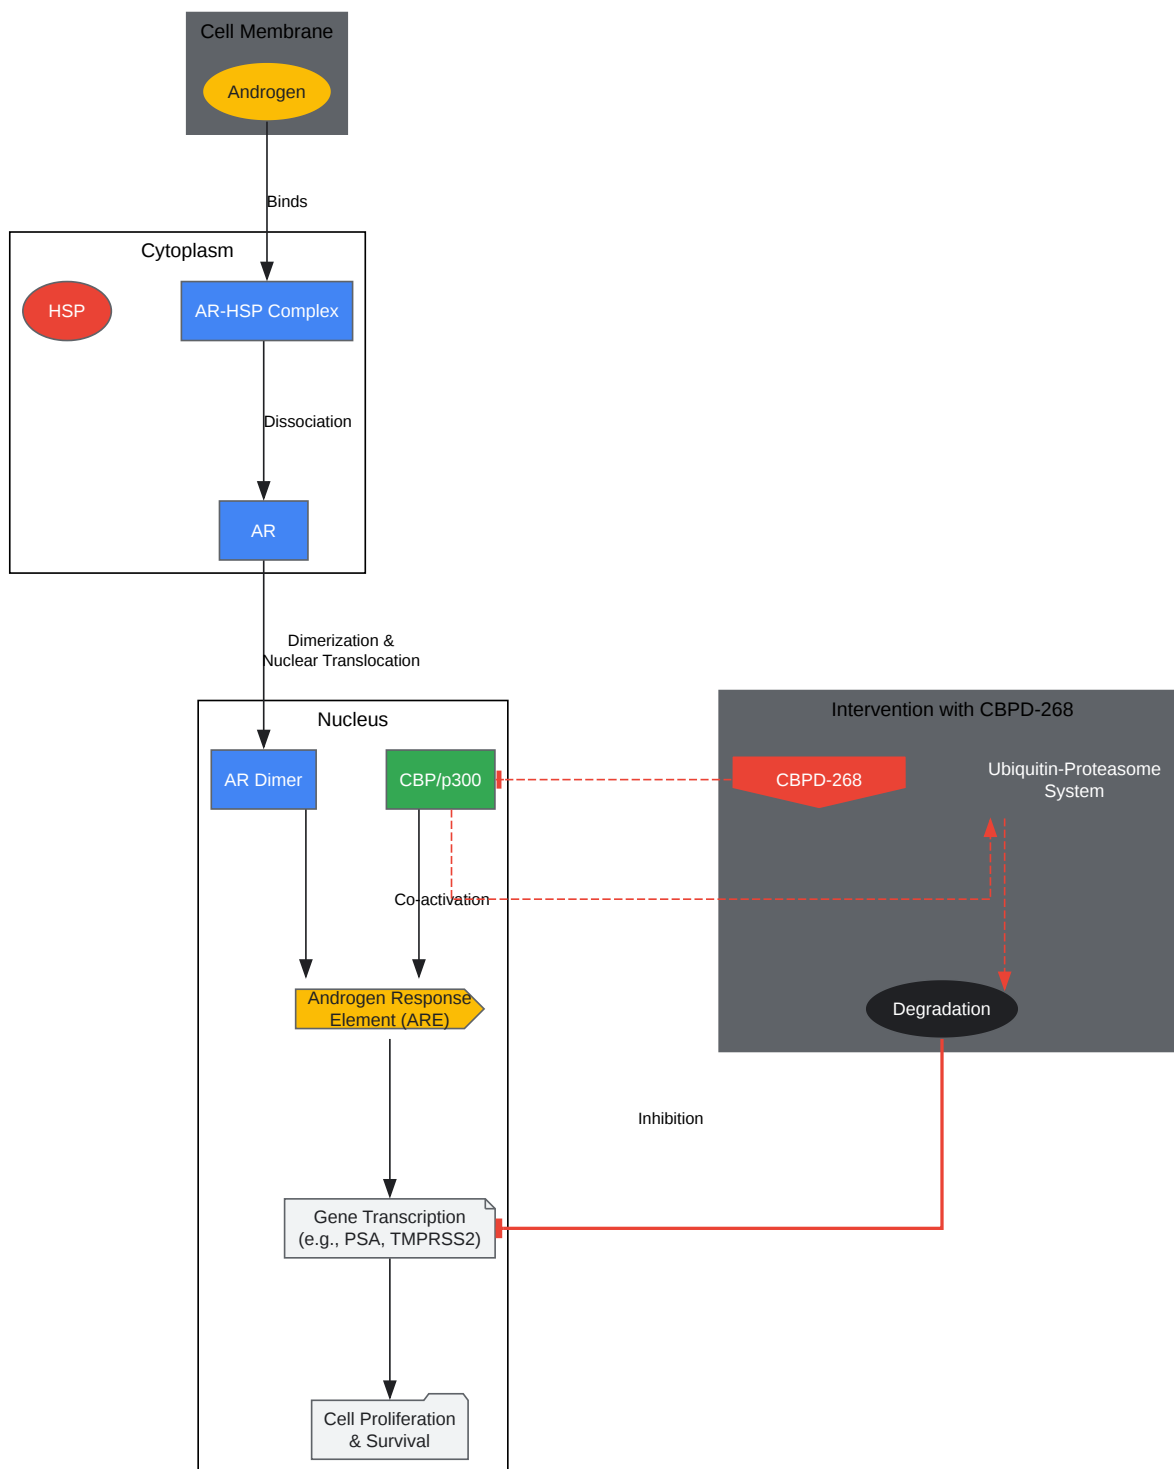 Cell Membrane
Androgen
Binds
Cytoplasm
HSP
AR-HSP Complex
Dissociation
AR
Dimerization &
Nuclear Translocation
Nucleus
AR Dimer
CBP/p300
Intervention with CBPD-268
CBPD-268
Ubiquitin-Proteasome
System
Co-activation
Androgen Response
Element (ARE)
Degradation
Inhibition
Gene Transcription
(e.g., PSA, TMPRSS2)
Cell Proliferation
& Survival